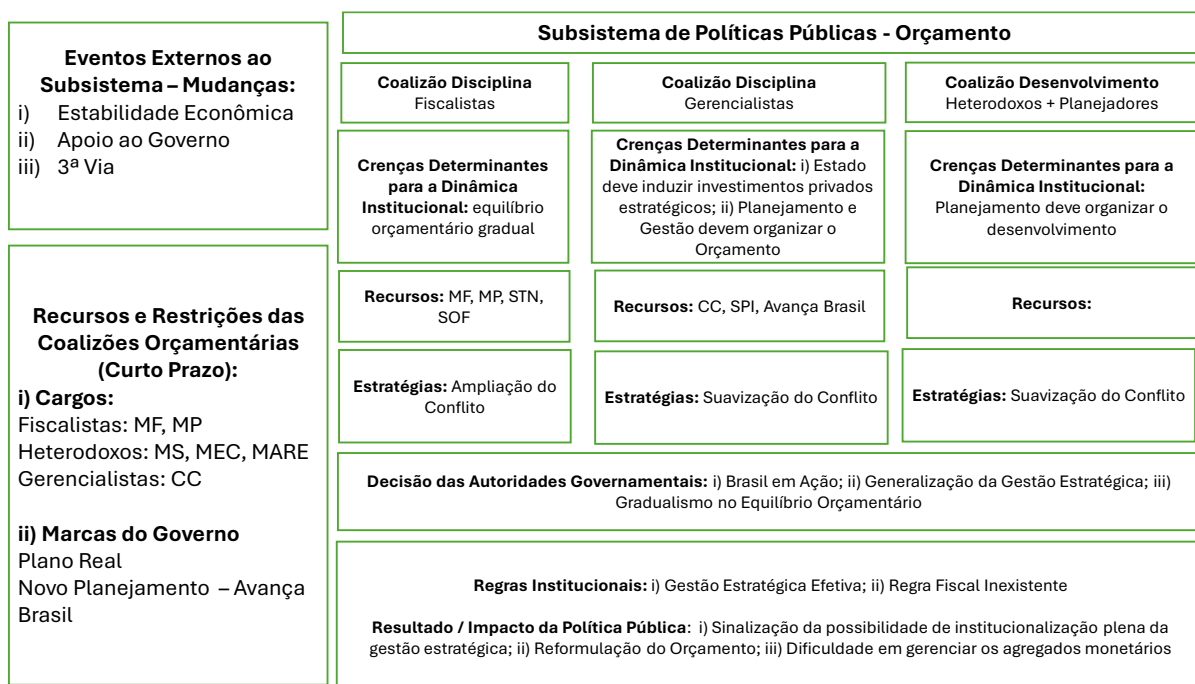 Eventos Externos ao
Subsistema – Mudanças:
i) Estabilidade Econômica
ii) Apoio ao Governo
iii) 3ª Via
Recursos e Restrições das
Coalizões Orçamentárias
(Curto Prazo):
i) Cargos:
Fiscalistas: MF, MP
Heterodoxos: MS, MEC, MARE
Gerencialistas: CC
ii) Marcas do Governo
Plano Real
Novo Planejamento – Avança
Brasil
Subsistema de Políticas Públicas - Orçamento
Coalizão Disciplina
Fiscalistas
Coalizão Disciplina
Gerencialistas
Coalizão Desenvolvimento
Heterodoxos + Planejadores
Crenças Determinantes
para a Dinâmica
Institucional: equilíbrio
orçamentário gradual
Crenças Determinantes para a
Dinâmica Institucional: i) Estado
deve induzir investimentos privados
estratégicos; ii) Planejamento e
Gestão devem organizar o
Orçamento
Crenças Determinantes para a
Dinâmica Institucional:
Planejamento deve organizar o
desenvolvimento
Recursos: MF, MP, STN,
SOF
Recursos: CC, SPI, Avança Brasil
Recursos:
Estratégias: Ampliação do
Conflito
Estratégias: Suavização do Conflito
Estratégias: Suavização do Conflito
Decisão das Autoridades Governamentais: i) Brasil em Ação; ii) Generalização da Gestão Estratégica; iii)
Gradualismo no Equilíbrio Orçamentário
Regras Institucionais: i) Gestão Estratégica Efetiva; ii) Regra Fiscal Inexistente
Resultado / Impacto da Política Pública: i) Sinalização da possibilidade de institucionalização plena da
gestão estratégica; ii) Reformulação do Orçamento; iii) Dificuldade em gerenciar os agregados monetários